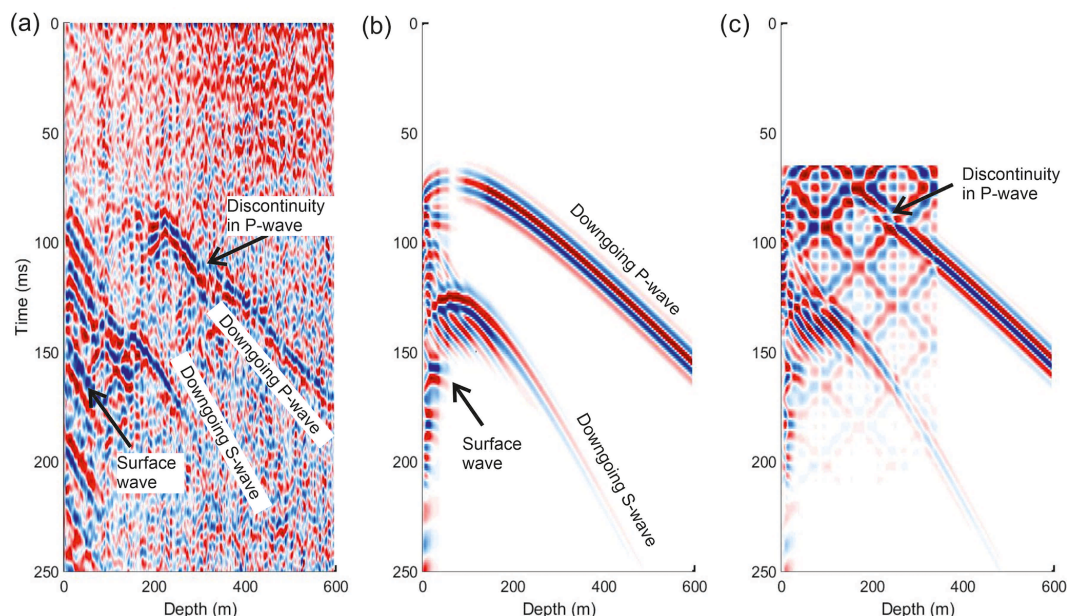 (a)
0
50
100
150
200
250
Time (ms)
0
200
400
600
Depth (m)
Discontinuity
in P-wave
Downgoing P-wave
Downgoing S-wave
Surface
wave
(b)
0
50
100
150
200
250
0
200
400
600
Depth (m)
Downgoing P-wave
Downgoing S-wave
Surface
wave
(c)
0
50
100
150
200
250
0
200
400
600
Depth (m)
Discontinuity
in P-wave